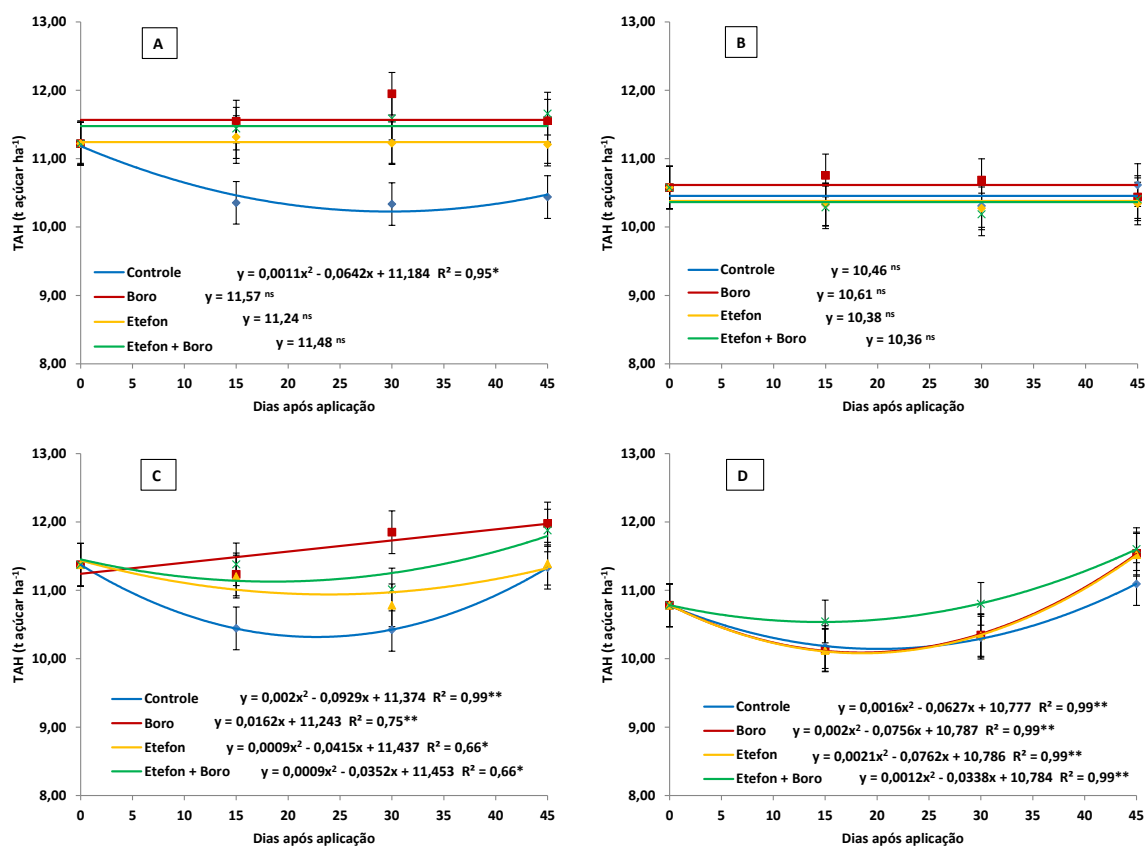 A
TAH (t açúcar ha⁻¹)
13,00
12,00
11,00
10,00
9,00
8,00
Controle y = 0,0011x² - 0,0642x + 11,184 R² = 0,95*
Boro y = 11,57 ns
Etefon y = 11,24 ns
Etefon + Boro y = 11,48 ns
0 5 10 15 20 25 30 35 40 45
Dias após aplicação
B
TAH (t açúcar ha⁻¹)
13,00
12,00
11,00
10,00
9,00
8,00
Controle y = 10,46 ns
Boro y = 10,61 ns
Etefon y = 10,38 ns
Etefon + Boro y = 10,36 ns
0 5 10 15 20 25 30 35 40 45
Dias após aplicação
C
TAH (t açúcar ha⁻¹)
13,00
12,00
11,00
10,00
9,00
8,00
Controle y = 0,002x² - 0,0929x + 11,374 R² = 0,99**
Boro y = 0,0162x + 11,243 R² = 0,75**
Etefon y = 0,0009x² - 0,0415x + 11,437 R² = 0,66*
Etefon + Boro y = 0,0009x² - 0,0352x + 11,453 R² = 0,66*
0 5 10 15 20 25 30 35 40 45
Dias após aplicação
D
TAH (t açúcar ha⁻¹)
13,00
12,00
11,00
10,00
9,00
8,00
Controle y = 0,0016x² - 0,0627x + 10,777 R² = 0,99**
Boro y = 0,002x² - 0,0756x + 10,787 R² = 0,99**
Etefon y = 0,0021x² - 0,0762x + 10,786 R² = 0,99**
Etefon + Boro y = 0,0012x² - 0,0338x + 10,784 R² = 0,99**
0 5 10 15 20 25 30 35 40 45
Dias após aplicação